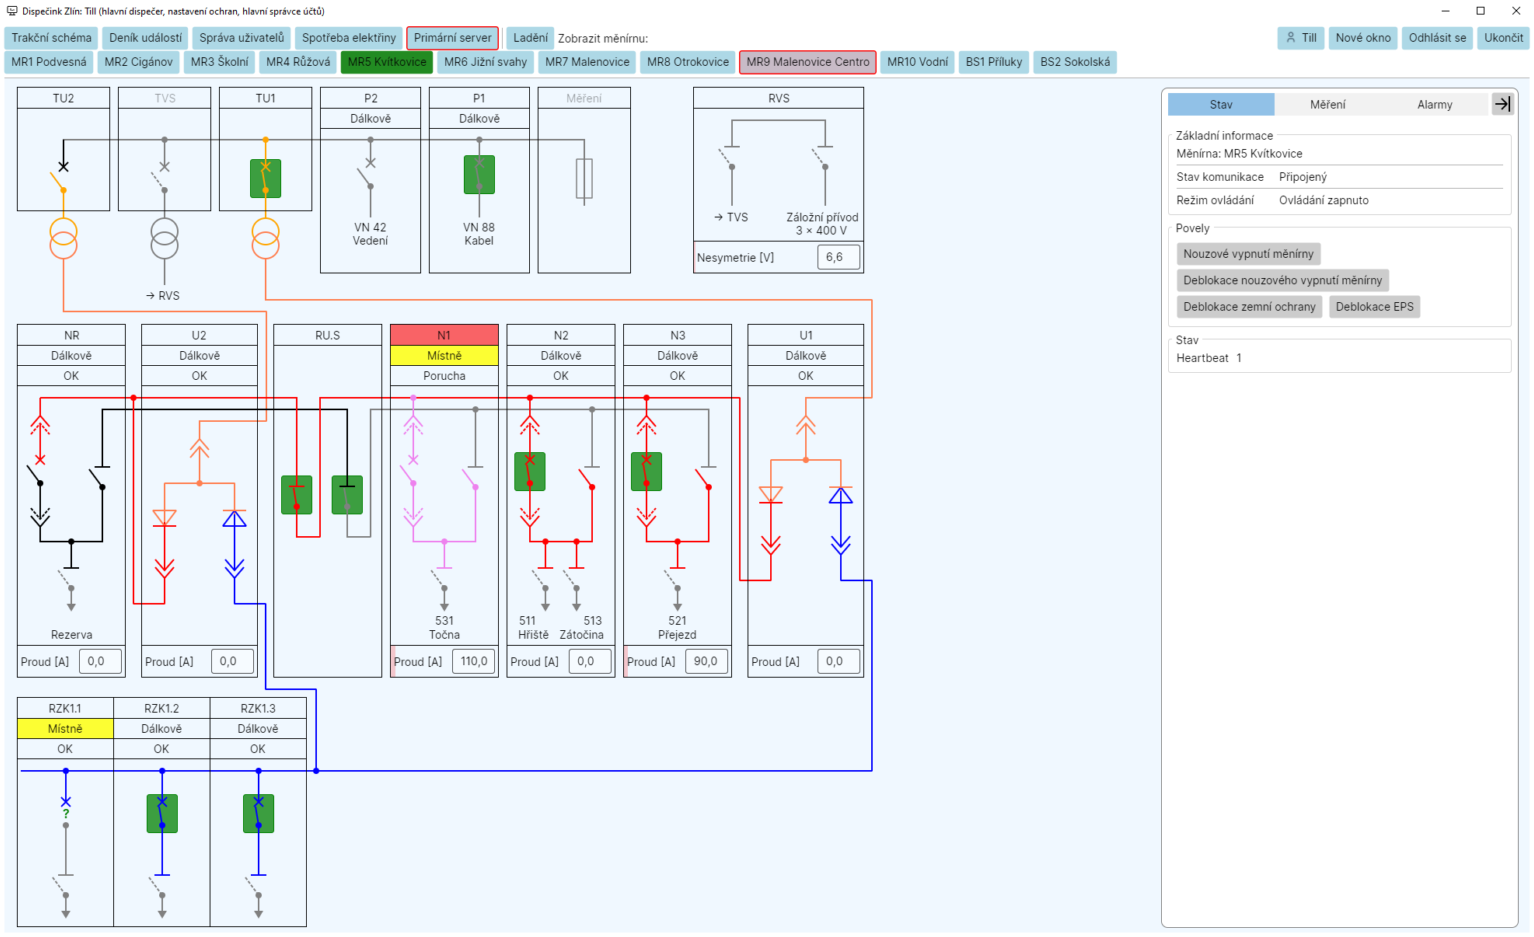 Dispečink Zlín: Till (hlavní dispečer, nastavení ochran, hlavní správce účtů)
Trakční schéma Deník událostí Správa uživatelů Spotřeba elektřiny Primární server Ladění Zobrazit měnírnu: Till Nové okno Odhlásit se Ukončit
MR1 Podvesná MR2 Cigánov MR3 Školní MR4 Růžová MR5 Kvítkovice MR6 Jižní svahy MR7 Malenovice MR8 Otrokovice MR9 Malenovice Centro MR10 Vodní BS1 Příluky BS2 Sokolská
TU2 TVS TU1 P2 P1 Měření RVS
Dálkově Dálkově
→ TVS Záložní přívod
3 × 400 V
VN 42 VN 88
Vedení Kabel
Nesymetrie [V] 6,6
→ RVS
NR U2 RU.S N1 N2 N3 U1
Dálkově Dálkově Místně Dálkově Dálkově Dálkově
OK OK Porucha OK OK OK
531 511 513 521
Rezerva Točna Hřiště Zátočina Přejezd
Proud [A] 0,0 Proud [A] 0,0 Proud [A] 110,0 Proud [A] 0,0 Proud [A] 90,0 Proud [A] 0,0
RZK1.1 RZK1.2 RZK1.3
Místně Dálkově Dálkově
OK OK OK
?
Stav Měření Alarmy
Základní informace
Měnírna: MR5 Kvítkovice
Stav komunikace Připojený
Režim ovládání Ovládání zapnuto
Povely
Nouzové vypnutí měnírny
Deblokace nouzového vypnutí měnírny
Deblokace zemní ochrany Deblokace EPS
Stav
Heartbeat 1